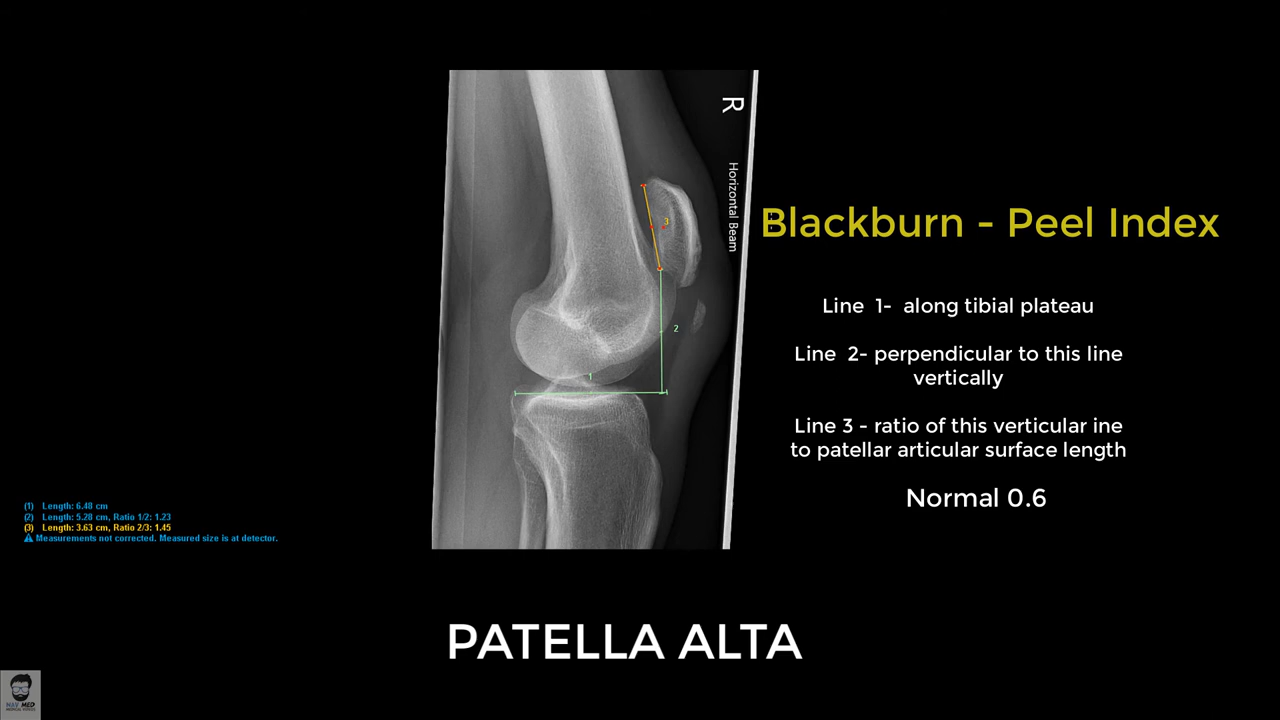 R
Horizontal Beam
Blackburn - Peel Index
Line 1- along tibial plateau
Line 2- perpendicular to this line
vertically
Line 3 - ratio of this verticular ine
to patellar articular surface length
Normal 0.6
3
2
1
(1) Length: 6.48 cm
(2) Length: 5.28 cm, Ratio 1/2: 1.23
(3) Length: 3.63 cm, Ratio 2/3: 1.45
Measurements not corrected. Measured size is at detector.
PATELLA ALTA